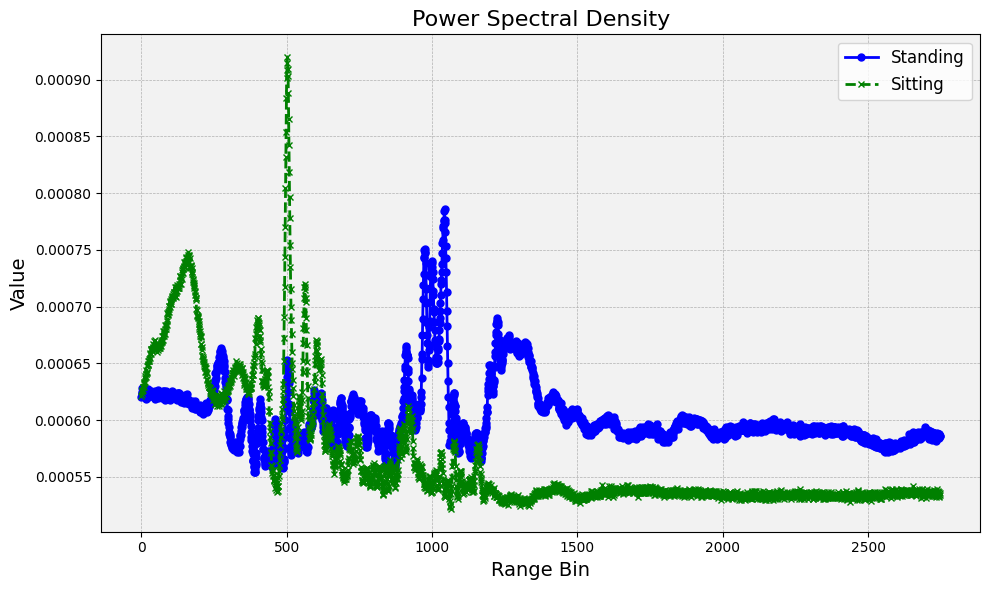 Power Spectral Density
Standing
Sitting
0.00090
0.00085
0.00080
0.00075
0.00070
0.00065
0.00060
0.00055
Value
0 500 1000 1500 2000 2500
Range Bin